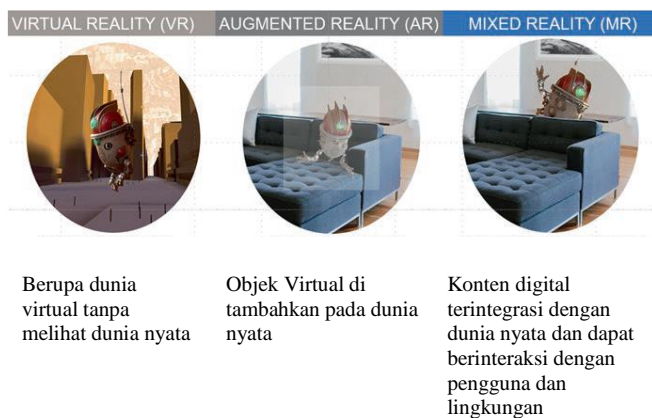 VIRTUAL REALITY (VR) AUGMENTED REALITY (AR) MIXED REALITY (MR)
Berupa dunia
virtual tanpa
melihat dunia nyata
Objek Virtual di
tambahkan pada dunia
nyata
Konten digital
terintegrasi dengan
dunia nyata dan dapat
berinteraksi dengan
pengguna dan
lingkungan